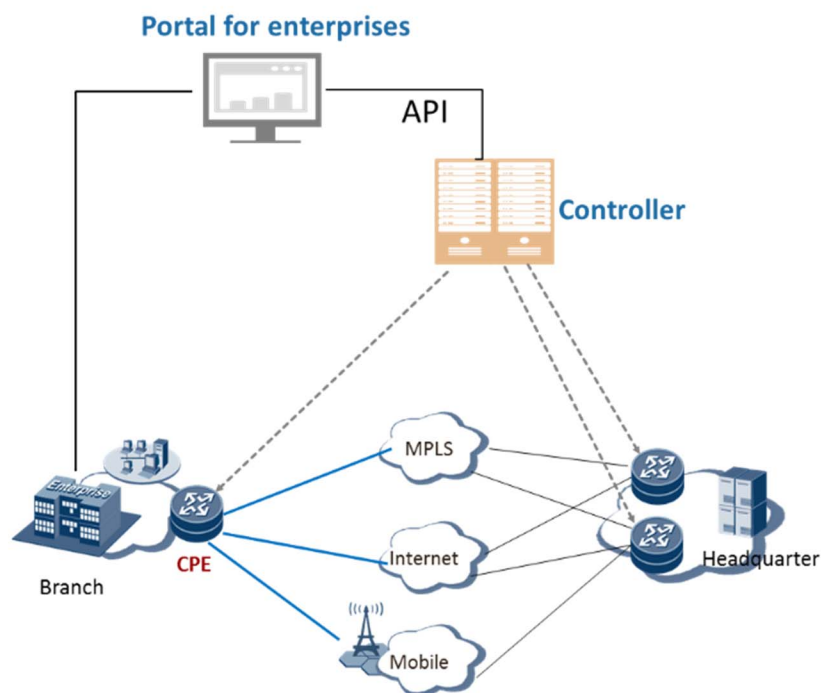 Portal for enterprises
API
Controller
MPLS
Enterprise
Internet
Headquarter
CPE
Branch
Mobile